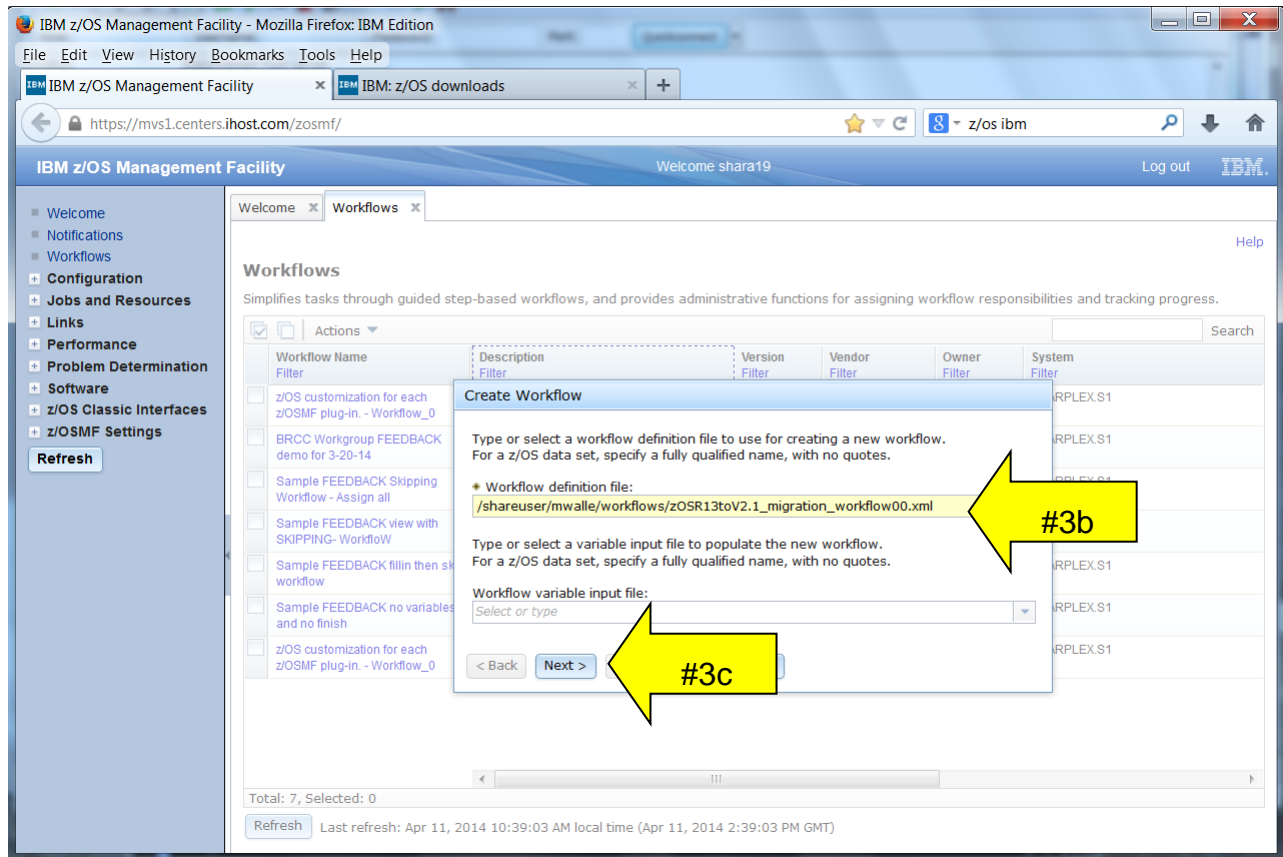 IBM z/OS Management Facility - Mozilla Firefox: IBM Edition
File Edit View History Bookmarks Tools Help
IBM IBM z/OS Management Facility
IBM IBM: z/OS downloads
https://mvs1.centers.ihost.com/zosmf/
8 z/os ibm
IBM z/OS Management Facility
Welcome shara19
Log out
IBM.
Welcome
Notifications
Workflows
Configuration
Jobs and Resources
Links
Performance
Problem Determination
Software
z/OS Classic Interfaces
z/OSMF Settings
Refresh
Welcome
Workflows
Help
Workflows
Simplifies tasks through guided step-based workflows, and provides administrative functions for assigning workflow responsibilities and tracking progress.
Actions
Search
Workflow Name Description Version Vendor Owner System
Filter Filter Filter Filter Filter Filter
z/OS customization for each
z/OSMF plug-in. - Workflow_0
RPLEX.S1
BRCC Workgroup FEEDBACK
demo for 3-20-14
RPLEX.S1
Sample FEEDBACK Skipping
Workflow - Assign all
Sample FEEDBACK view with
SKIPPING- WorkfloW
Sample FEEDBACK fillin then sk
workflow
RPLEX.S1
Sample FEEDBACK no variables
and no finish
RPLEX.S1
z/OS customization for each
z/OSMF plug-in. - Workflow_0
RPLEX.S1
Create Workflow
Type or select a workflow definition file to use for creating a new workflow.
For a z/OS data set, specify a fully qualified name, with no quotes.
* Workflow definition file:
/shareuser/mwalle/workflows/zOSR13toV2.1_migration_workflow00.xml
#3b
Type or select a variable input file to populate the new workflow.
For a z/OS data set, specify a fully qualified name, with no quotes.
Workflow variable input file:
Select or type
< Back
Next >
#3c
Total: 7, Selected: 0
Refresh
Last refresh: Apr 11, 2014 10:39:03 AM local time (Apr 11, 2014 2:39:03 PM GMT)